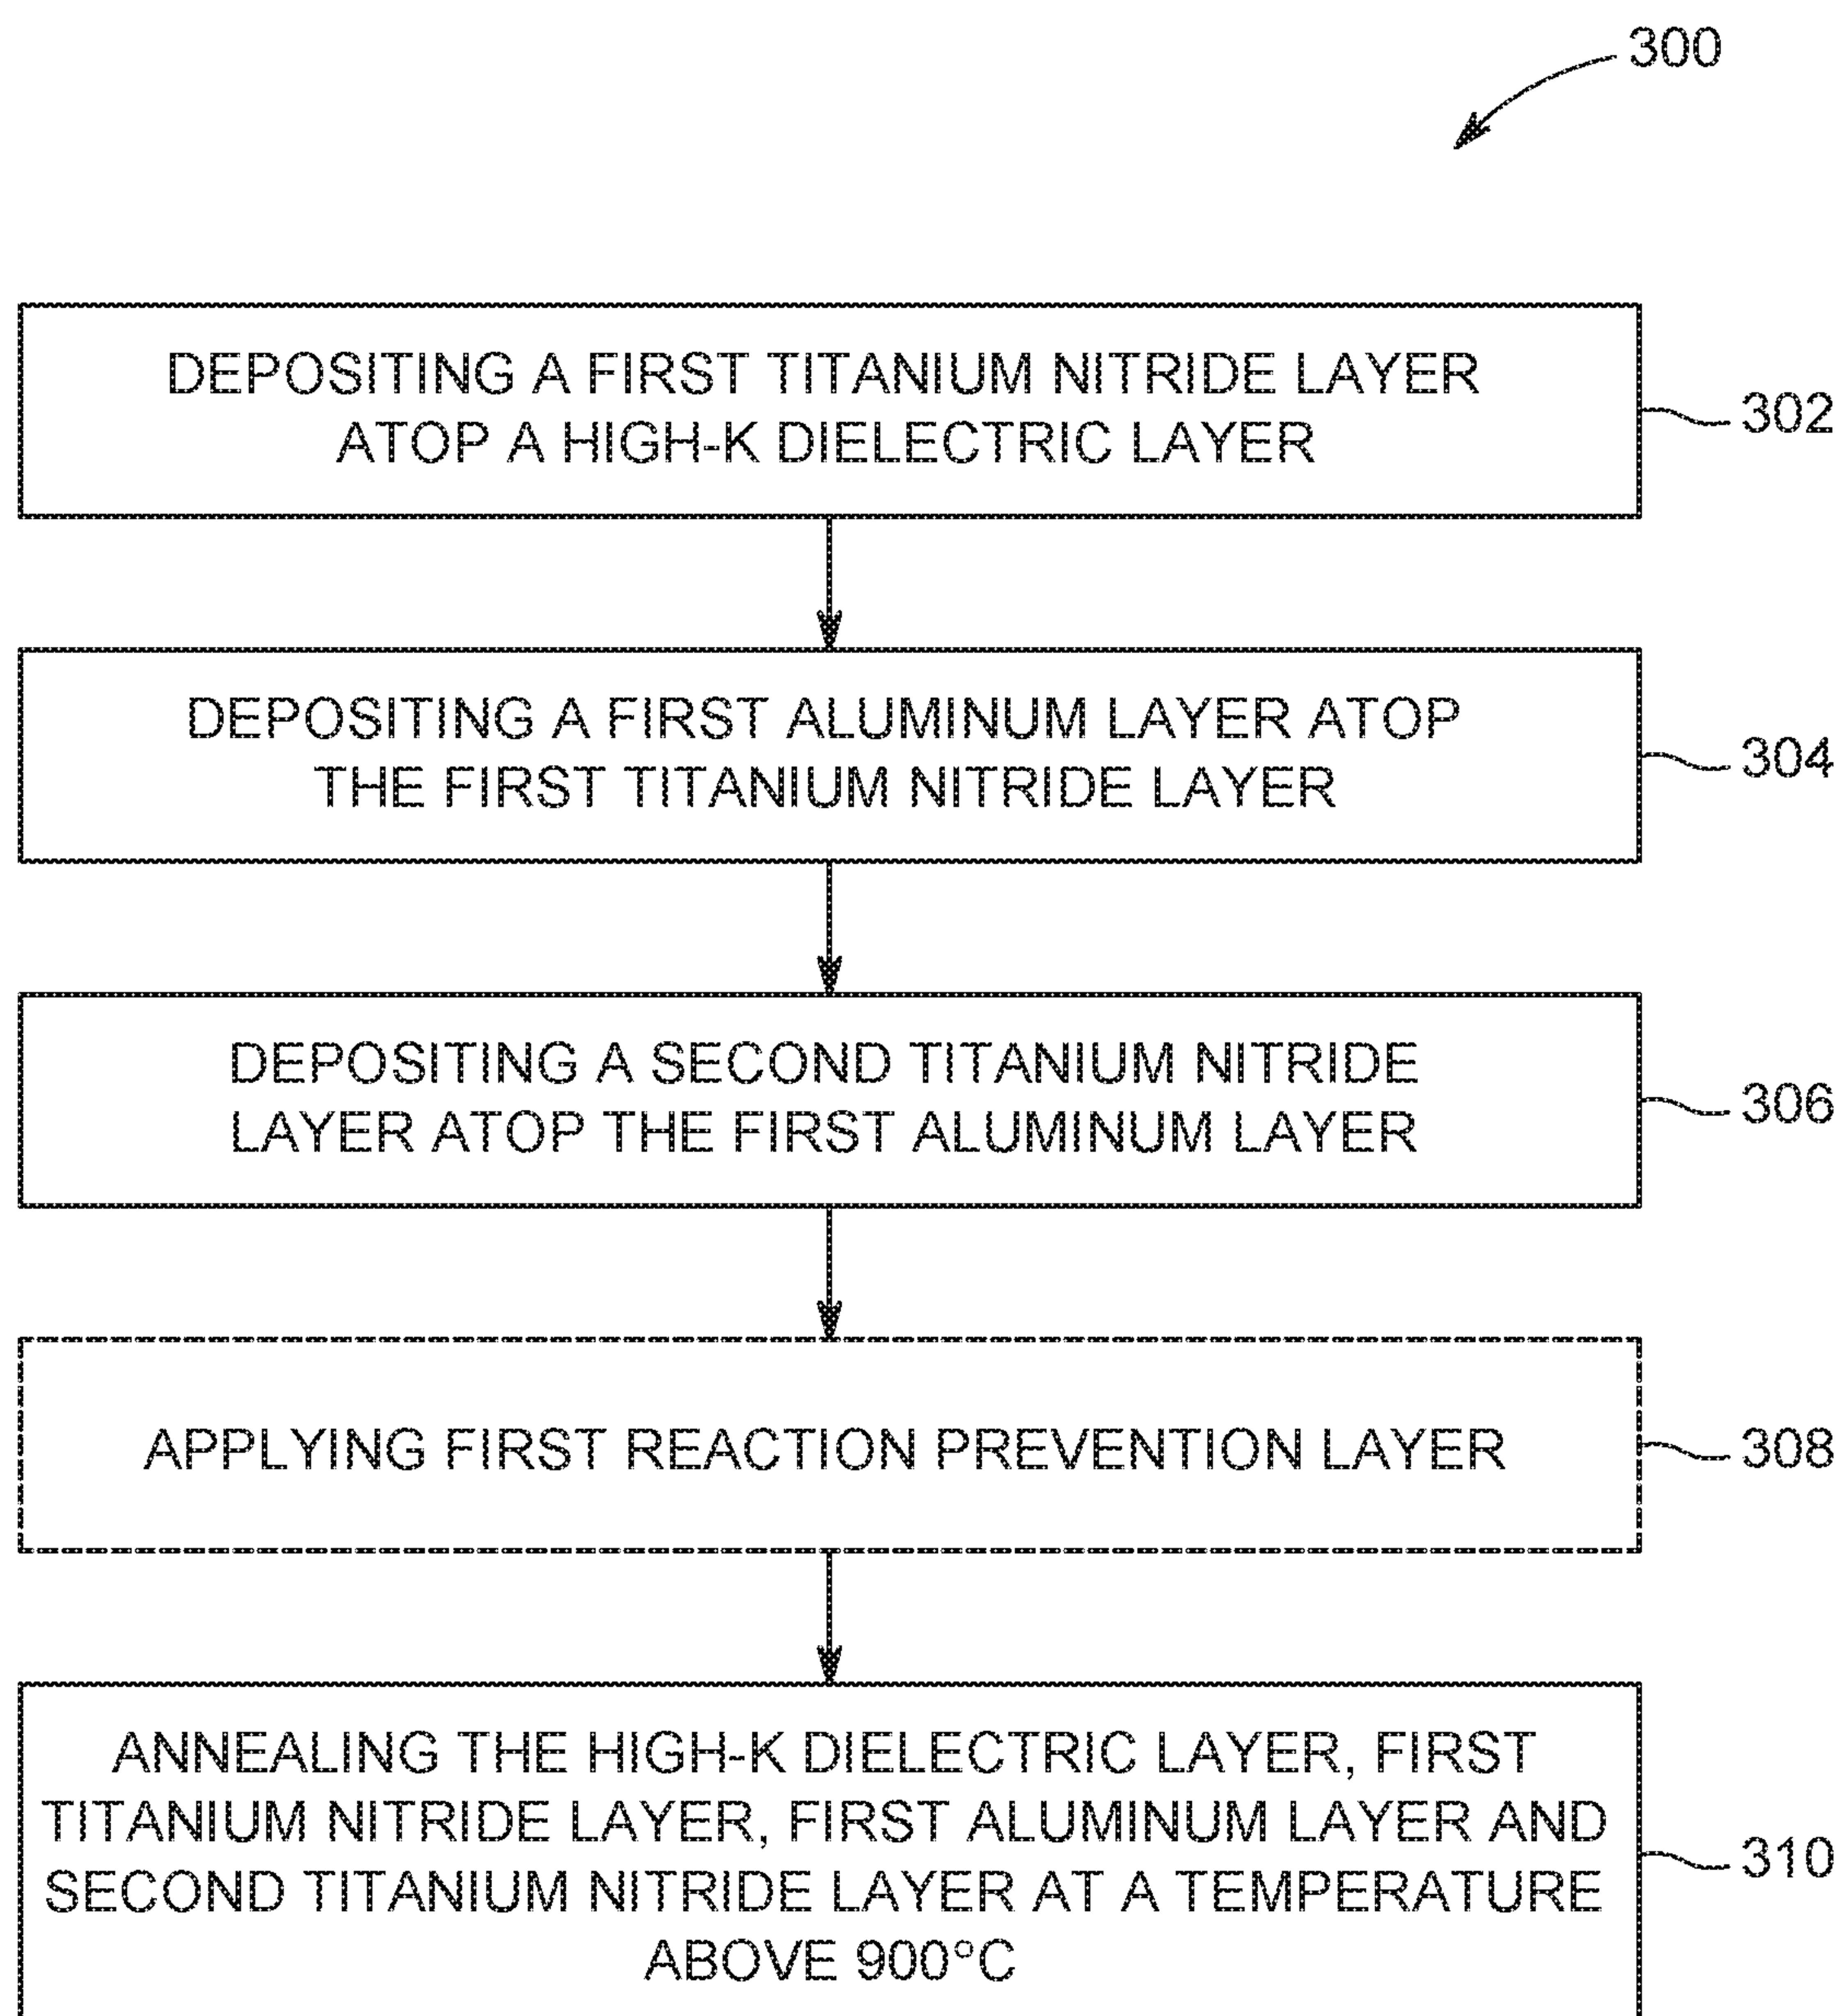 300
DEPOSITING A FIRST TITANIUM NITRIDE LAYER
ATOP A HIGH-K DIELECTRIC LAYER
302
DEPOSITING A FIRST ALUMINUM LAYER ATOP
THE FIRST TITANIUM NITRIDE LAYER
304
DEPOSITING A SECOND TITANIUM NITRIDE
LAYER ATOP THE FIRST ALUMINUM LAYER
306
APPLYING FIRST REACTION PREVENTION LAYER
308
ANNEALING THE HIGH-K DIELECTRIC LAYER, FIRST
TITANIUM NITRIDE LAYER, FIRST ALUMINUM LAYER AND
SECOND TITANIUM NITRIDE LAYER AT A TEMPERATURE
ABOVE 900°C
310